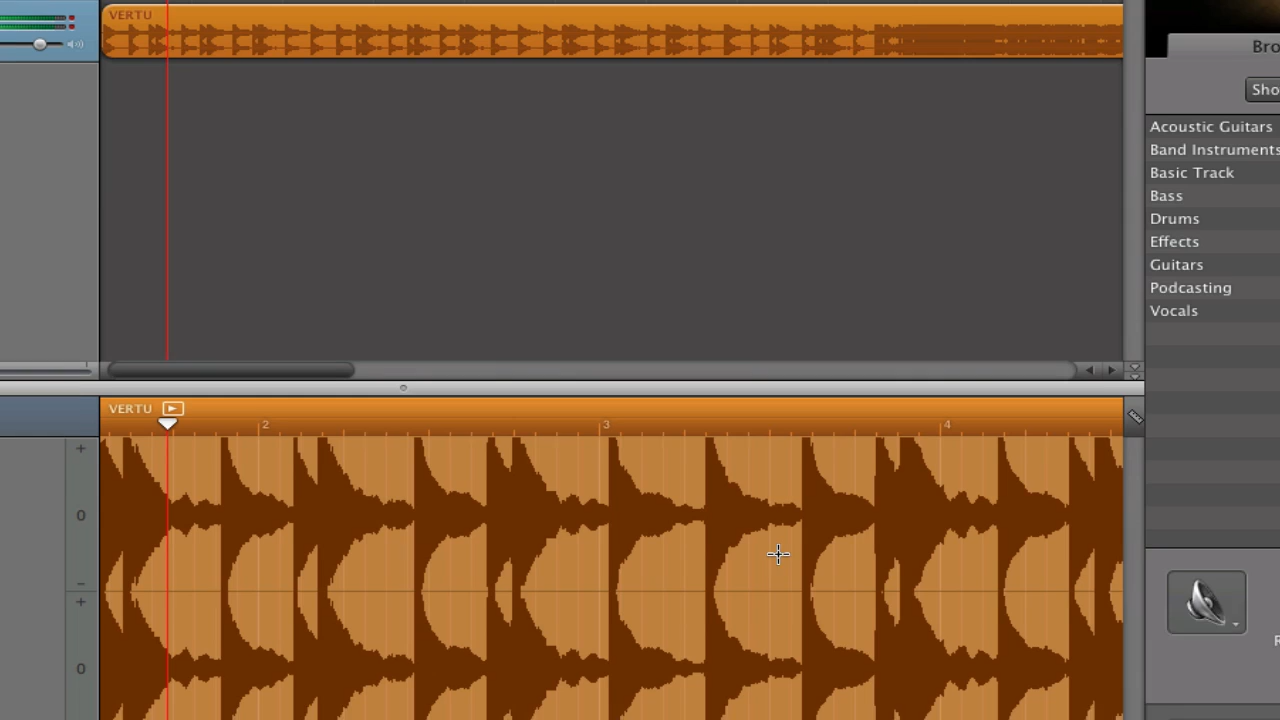 VERTU
Bro
Sho
Acoustic Guitars
Band Instruments
Basic Track
Bass
Drums
Effects
Guitars
Podcasting
Vocals
VERTU
2 3 4
+
0
−
+
0
R